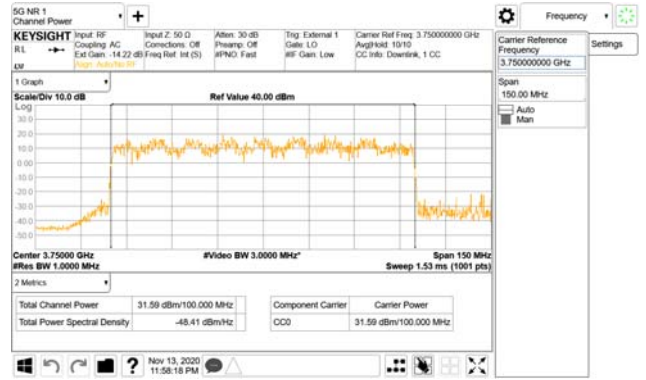 5G NR 1
Channel Power
Frequency
KEYSIGHT Input: RF Input Z: 50 Ω Atten: 30 dB Trig: External 1 Carrier Ref Freq: 3.750000000 GHz
RL Coupling: AC Corrections: Off Preamp: Off Gate: LO Avg|Hold: 10/10
Ext Gain: -14.22 dB Freq Ref: Int (S) #PNO: Fast #IF Gain: Low CC Info: Downlink, 1 CC
Align: Auto/No RF
Carrier Reference
Frequency
3.750000000 GHz
Settings
Span
150.00 MHz
Auto
Man
1 Graph
Scale/Div 10.0 dB Ref Value 40.00 dBm
Log
30.0
20.0
10.0
0.00
-10.0
-20.0
-30.0
-40.0
-50.0
Center 3.75000 GHz #Video BW 3.0000 MHz* Span 150 MHz
#Res BW 1.0000 MHz Sweep 1.53 ms (1001 pts)
2 Metrics
Total Channel Power 31.59 dBm/100.000 MHz Component Carrier Carrier Power
Total Power Spectral Density -48.41 dBm/Hz CC0 31.59 dBm/100.000 MHz
Nov 13, 2020
11:58:18 PM